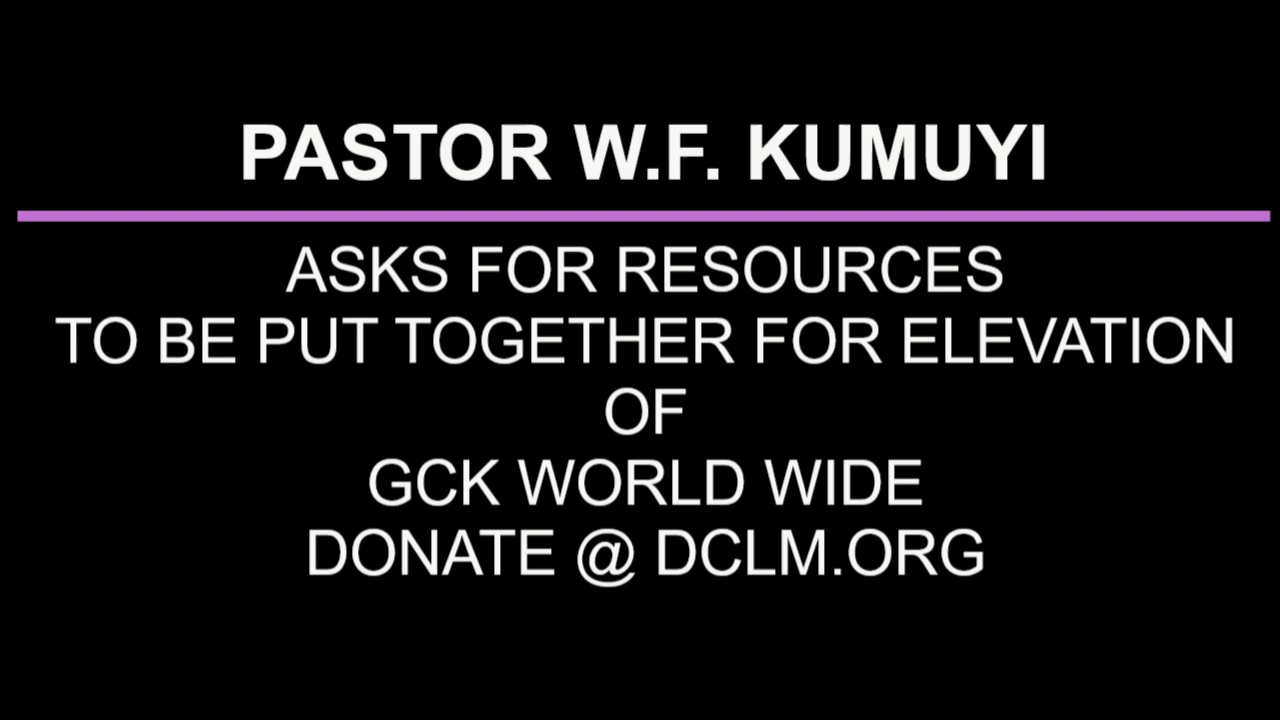 PASTOR W.F. KUMUYI
ASKS FOR RESOURCES
TO BE PUT TOGETHER FOR ELEVATION
OF
GCK WORLD WIDE
DONATE @ DCLM.ORG